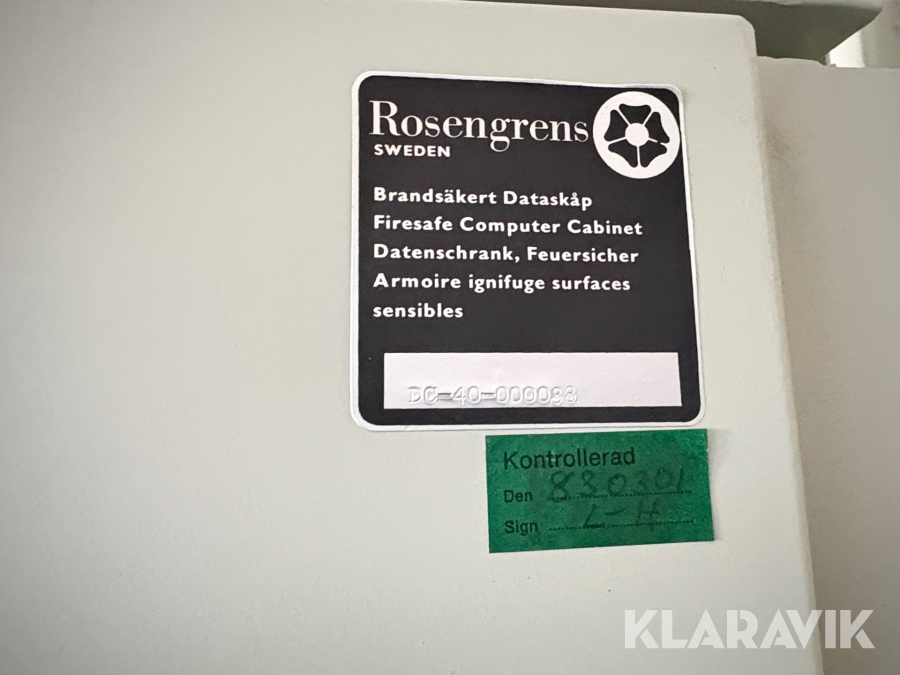 Rosengrens
SWEDEN
Brandsäkert Dataskåp
Firesafe Computer Cabinet
Datenschrank, Feuersicher
Armoire ignifuge surfaces
sensibles
DC-40-000038
Kontrollerad
Den 830301
Sign L-H
KLARAVIK